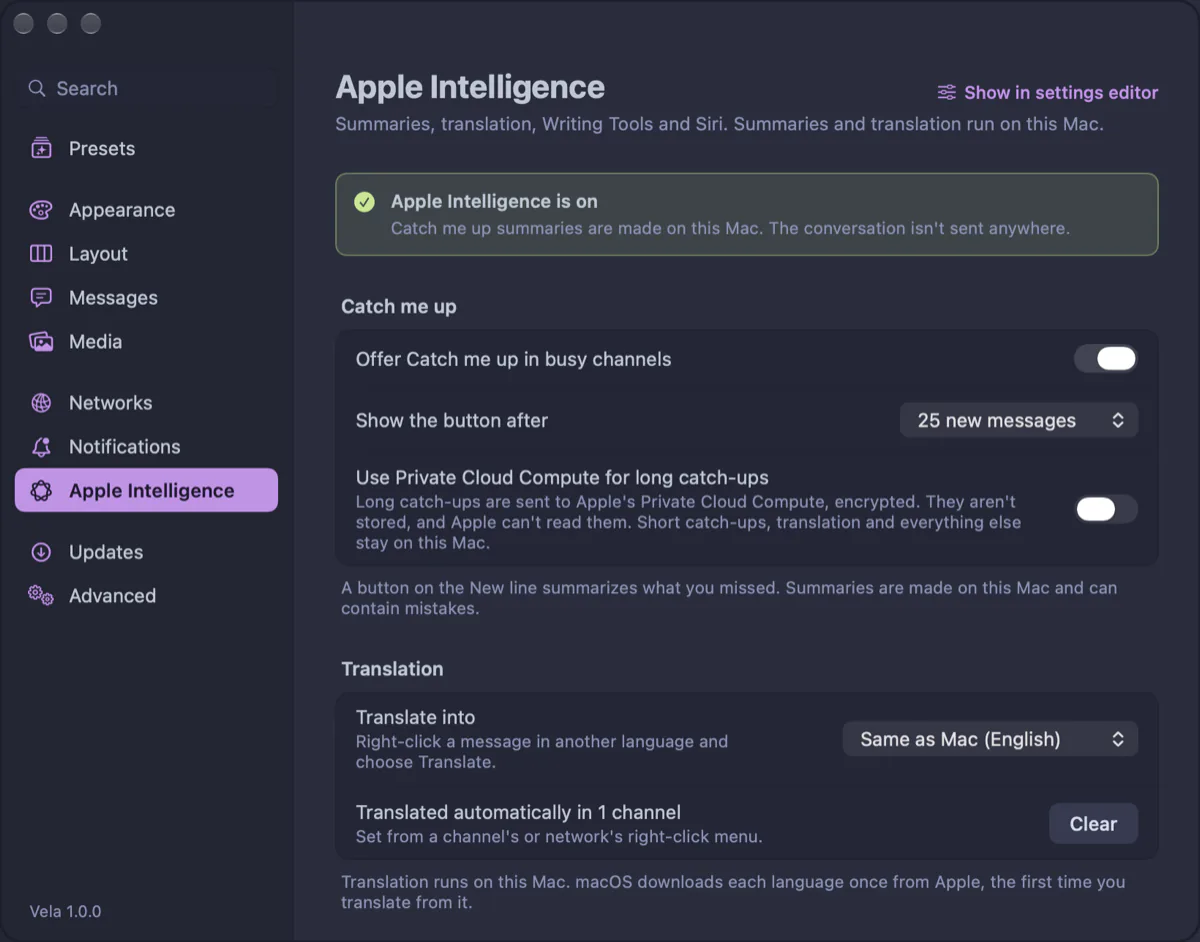 Search
Presets
Appearance
Layout
Messages
Media
Networks
Notifications
Apple Intelligence
Updates
Advanced
Vela 1.0.0
Apple Intelligence
Show in settings editor
Summaries, translation, Writing Tools and Siri. Summaries and translation run on this Mac.
Apple Intelligence is on
Catch me up summaries are made on this Mac. The conversation isn't sent anywhere.
Catch me up
Offer Catch me up in busy channels
Show the button after
25 new messages
Use Private Cloud Compute for long catch-ups
Long catch-ups are sent to Apple's Private Cloud Compute, encrypted. They aren't
stored, and Apple can't read them. Short catch-ups, translation and everything else
stay on this Mac.
A button on the New line summarizes what you missed. Summaries are made on this Mac and can
contain mistakes.
Translation
Translate into
Right-click a message in another language and
choose Translate.
Same as Mac (English)
Translated automatically in 1 channel
Set from a channel's or network's right-click menu.
Clear
Translation runs on this Mac. macOS downloads each language once from Apple, the first time you
translate from it.